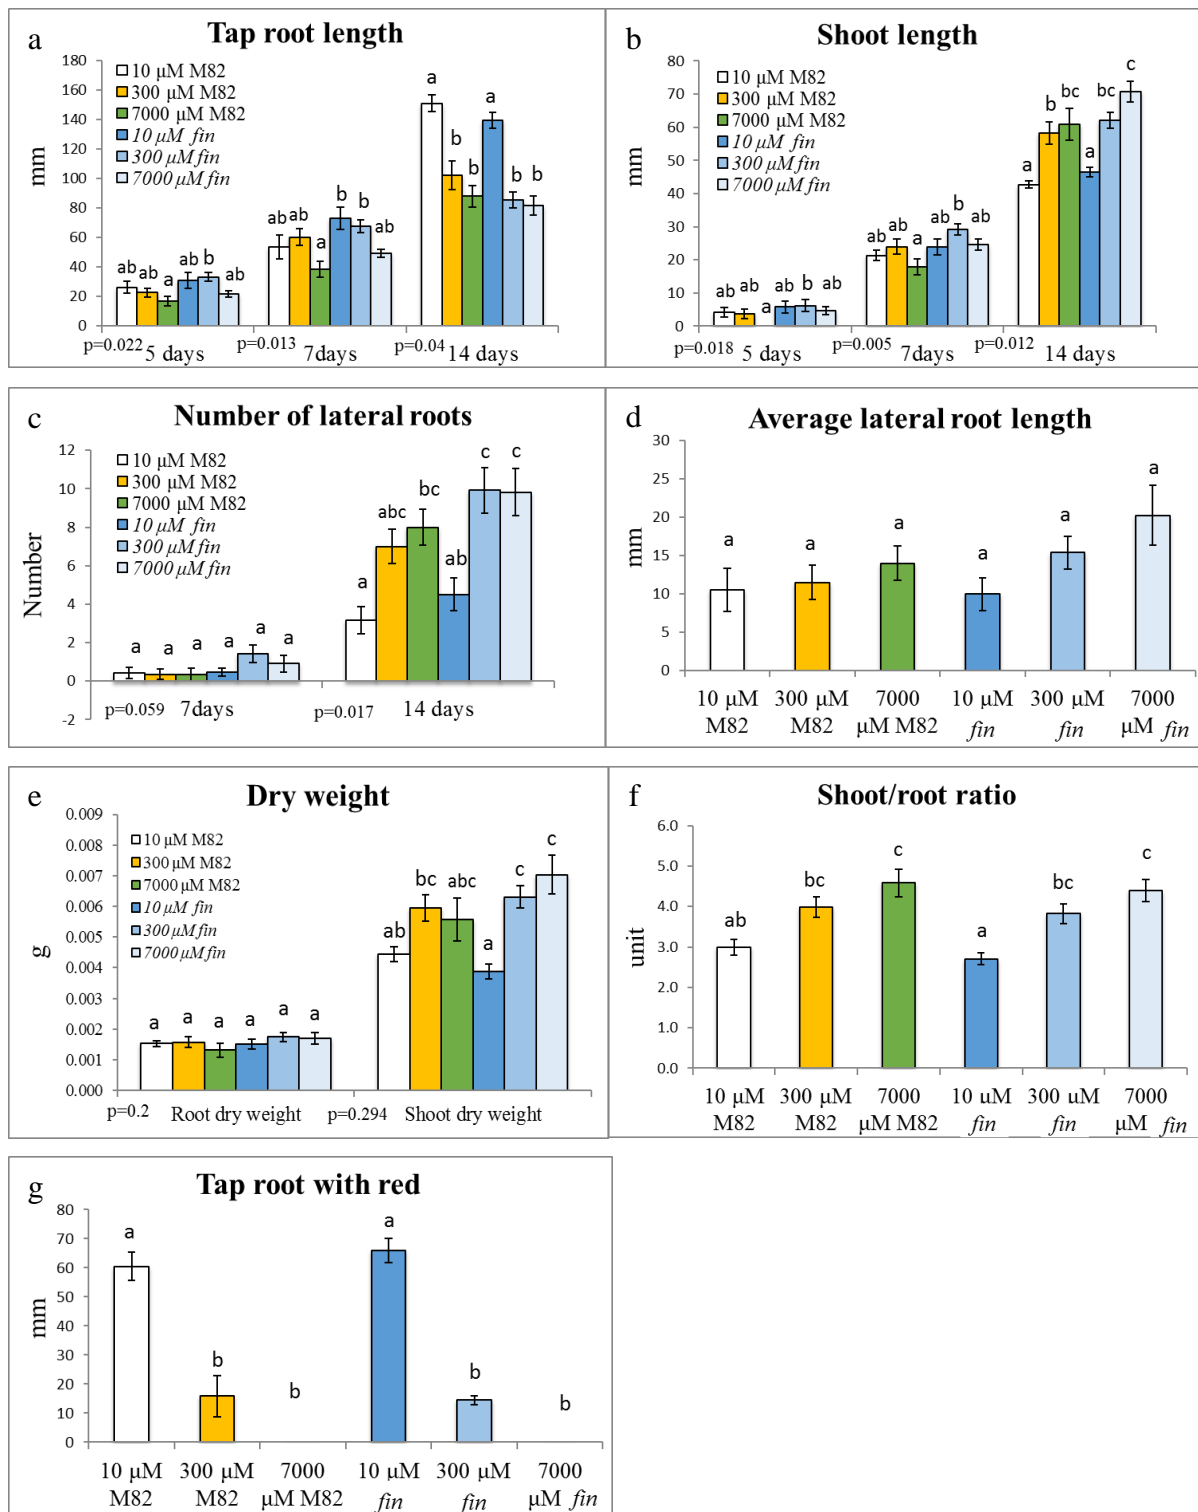 a
Tap root length
180
160
140
120
100
80
60
40
20
0
mm
10 µM M82
300 µM M82
7000 µM M82
10 µM fin
300 µM fin
7000 µM fin
ab ab a ab b ab
ab ab a b b ab
a b b a b b
p=0.022 5 days p=0.013 7days p=0.04 14 days
b
Shoot length
80
70
60
50
40
30
20
10
0
mm
10 µM M82
300 µM M82
7000 µM M82
10 µM fin
300 µM fin
7000 µM fin
ab ab a ab b ab
ab ab a ab b ab
a b bc a bc c
p=0.018 5 days p=0.005 7days p=0.012 14 days
c
Number of lateral roots
12
10
8
6
4
2
0
-2
Number
10 µM M82
300 µM M82
7000 µM M82
10 µM fin
300 µM fin
7000 µM fin
a a a a a a
a abc bc ab c c
p=0.059 7days p=0.017 14 days
d
Average lateral root length
30
25
20
15
10
5
0
mm
a a a a a a
10 µM 300 µM 7000 10 µM 300 µM 7000
M82 M82 µM M82 fin fin µM fin
e
Dry weight
0.009
0.008
0.007
0.006
0.005
0.004
0.003
0.002
0.001
0.000
g
10 µM M82
300 µM M82
7000 µM M82
10 µM fin
300 µM fin
7000 µM fin
a a a a a a
ab bc abc a c c
p=0.2 Root dry weight p=0.294 Shoot dry weight
f
Shoot/root ratio
6.0
5.0
4.0
3.0
2.0
1.0
0.0
unit
ab bc c a bc c
10 µM 300 µM 7000 10 µM 300 µM 7000
M82 M82 µM M82 fin fin µM fin
g
Tap root with red
80
70
60
50
40
30
20
10
0
mm
a b b a b b
10 µM 300 µM 7000 10 µM 300 µM 7000
M82 M82 µM M82 fin fin µM fin